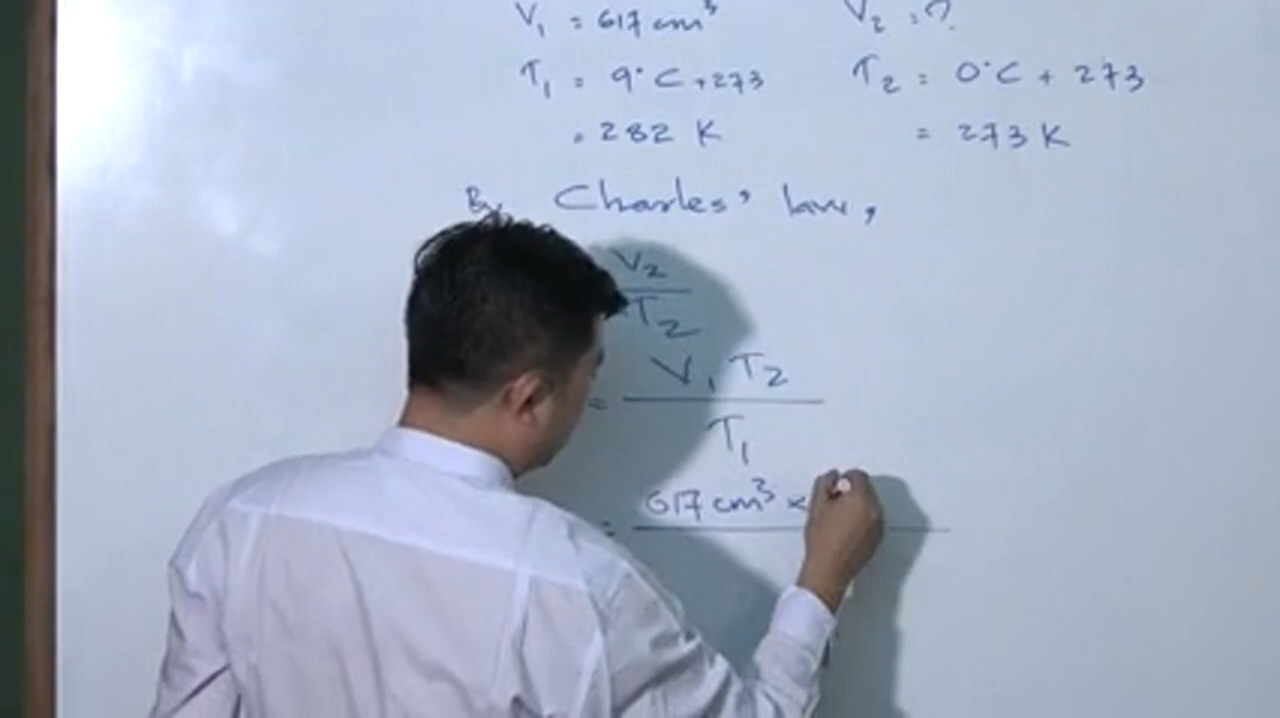 V₁ = 617 cm³ V₂ = ?
T₁ = 9°C + 273 T₂ = 0°C + 273
= 282 K = 273 K
By Charles' law,
V₂
T₂
= V₁ T₂
T₁
= 617 cm³ ×